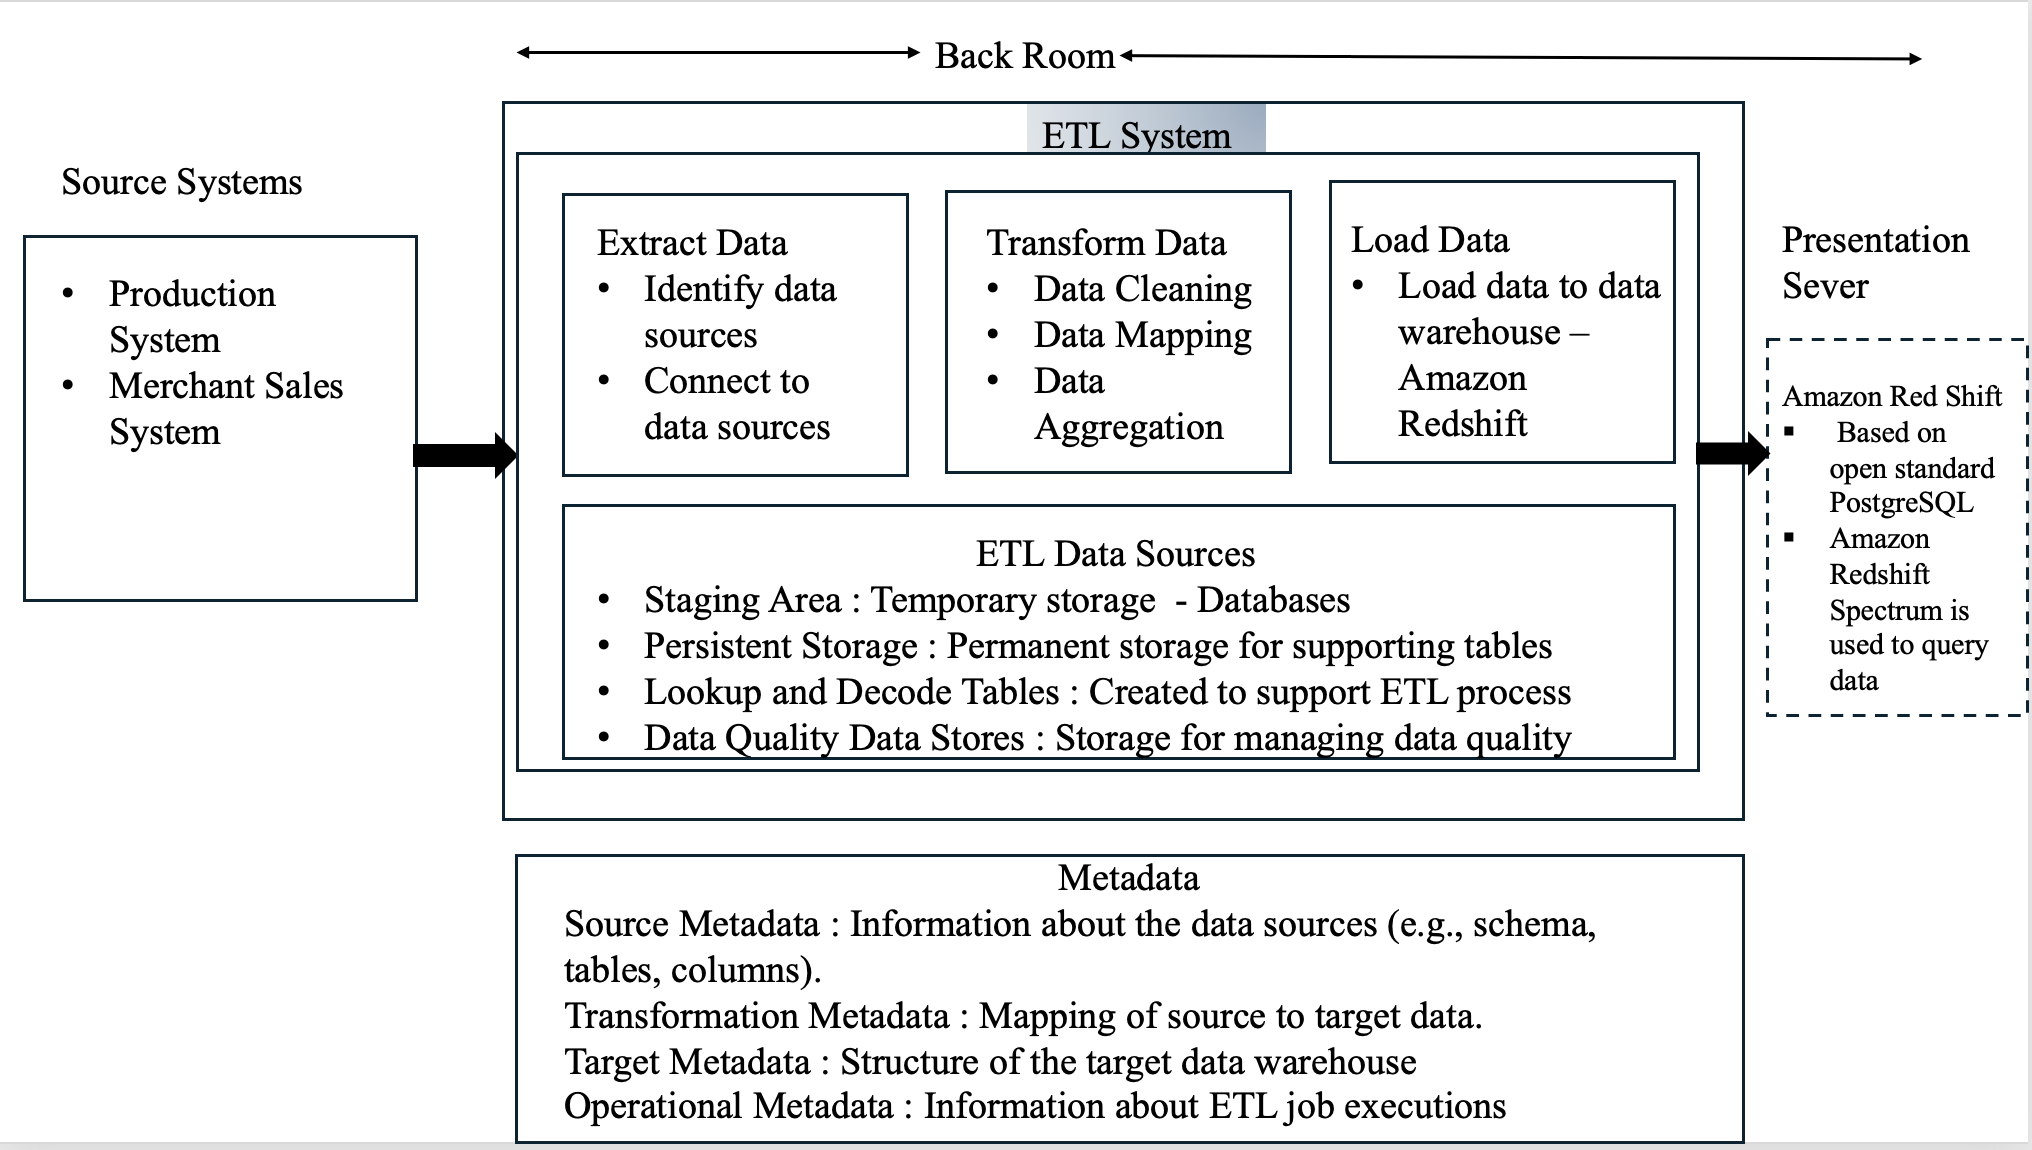 Back Room
ETL System
Source Systems
• Production
System
• Merchant Sales
System
Extract Data
• Identify data
sources
• Connect to
data sources
Transform Data
• Data Cleaning
• Data Mapping
• Data
Aggregation
Load Data
• Load data to data
warehouse –
Amazon
Redshift
Presentation
Sever
Amazon Red Shift
▪ Based on
open standard
PostgreSQL
▪ Amazon
Redshift
Spectrum is
used to query
data
ETL Data Sources
• Staging Area : Temporary storage  - Databases
• Persistent Storage : Permanent storage for supporting tables
• Lookup and Decode Tables : Created to support ETL process
• Data Quality Data Stores : Storage for managing data quality
Metadata
Source Metadata : Information about the data sources (e.g., schema,
tables, columns).
Transformation Metadata : Mapping of source to target data.
Target Metadata : Structure of the target data warehouse
Operational Metadata : Information about ETL job executions